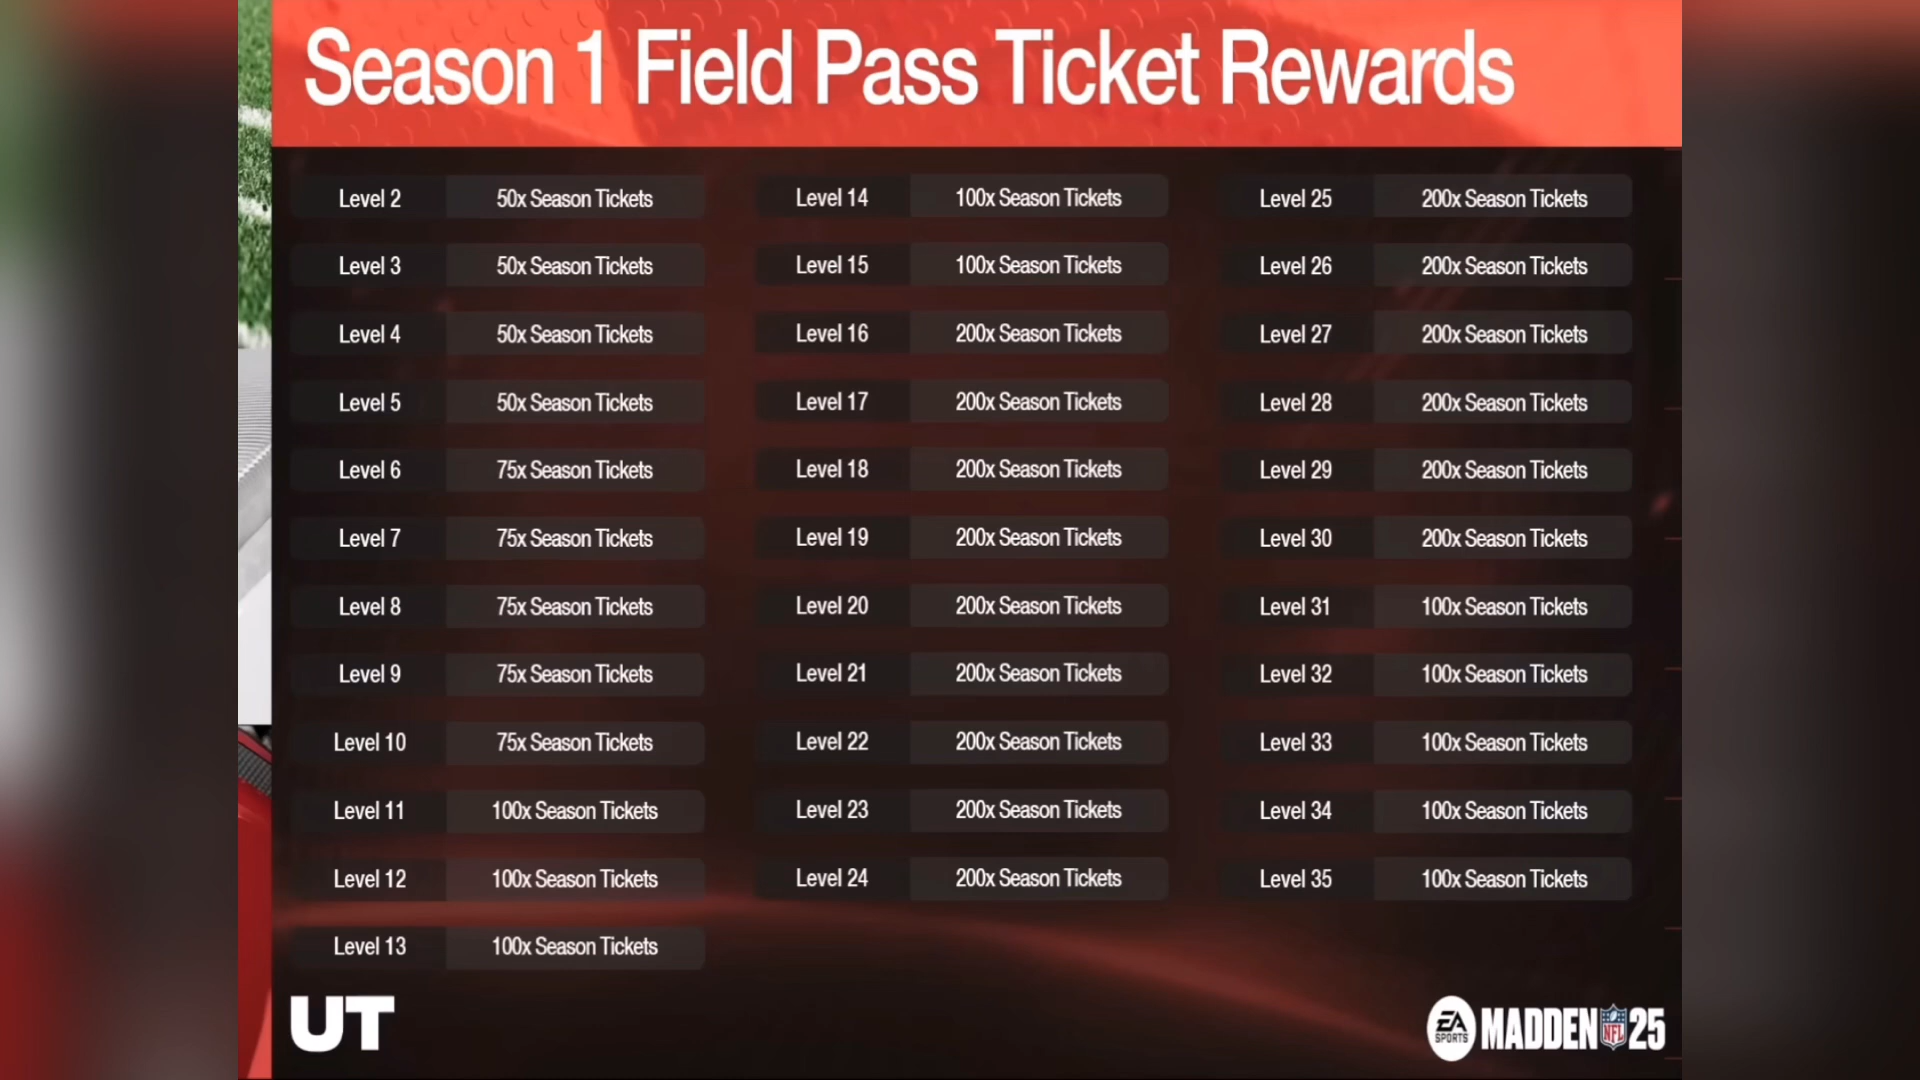 Season 1 Field Pass Ticket Rewards
Level 2 50x Season Tickets
Level 3 50x Season Tickets
Level 4 50x Season Tickets
Level 5 50x Season Tickets
Level 6 75x Season Tickets
Level 7 75x Season Tickets
Level 8 75x Season Tickets
Level 9 75x Season Tickets
Level 10 75x Season Tickets
Level 11 100x Season Tickets
Level 12 100x Season Tickets
Level 13 100x Season Tickets
Level 14 100x Season Tickets
Level 15 100x Season Tickets
Level 16 200x Season Tickets
Level 17 200x Season Tickets
Level 18 200x Season Tickets
Level 19 200x Season Tickets
Level 20 200x Season Tickets
Level 21 200x Season Tickets
Level 22 200x Season Tickets
Level 23 200x Season Tickets
Level 24 200x Season Tickets
Level 25 200x Season Tickets
Level 26 200x Season Tickets
Level 27 200x Season Tickets
Level 28 200x Season Tickets
Level 29 200x Season Tickets
Level 30 200x Season Tickets
Level 31 100x Season Tickets
Level 32 100x Season Tickets
Level 33 100x Season Tickets
Level 34 100x Season Tickets
Level 35 100x Season Tickets
UT
EA SPORTS MADDEN NFL 25